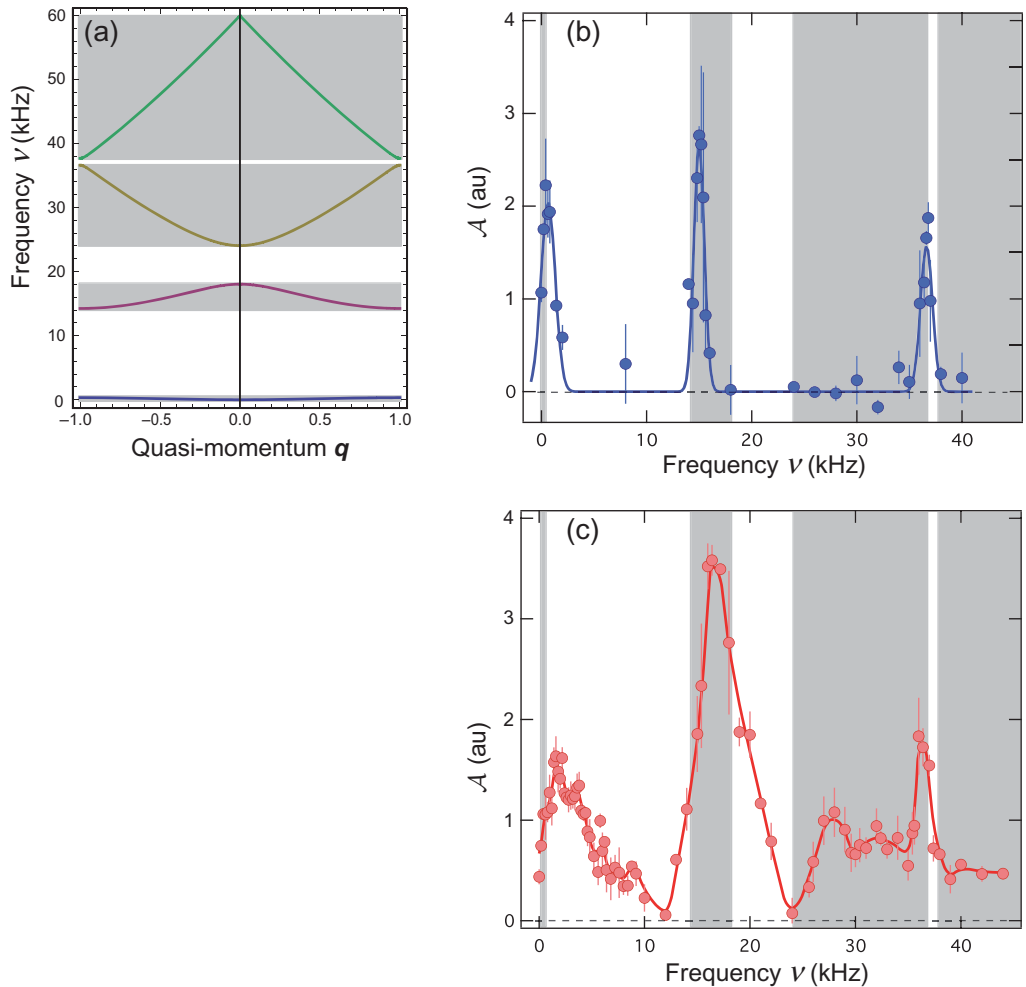 (a)
60
50
40
30
20
10
0
Frequency ν (kHz)
−1.0 −0.5 0.0 0.5 1.0
Quasi-momentum q
(b)
4
3
2
1
0
𝒜 (au)
0 10 20 30 40
Frequency ν (kHz)
(c)
4
3
2
1
0
𝒜 (au)
0 10 20 30 40
Frequency ν (kHz)